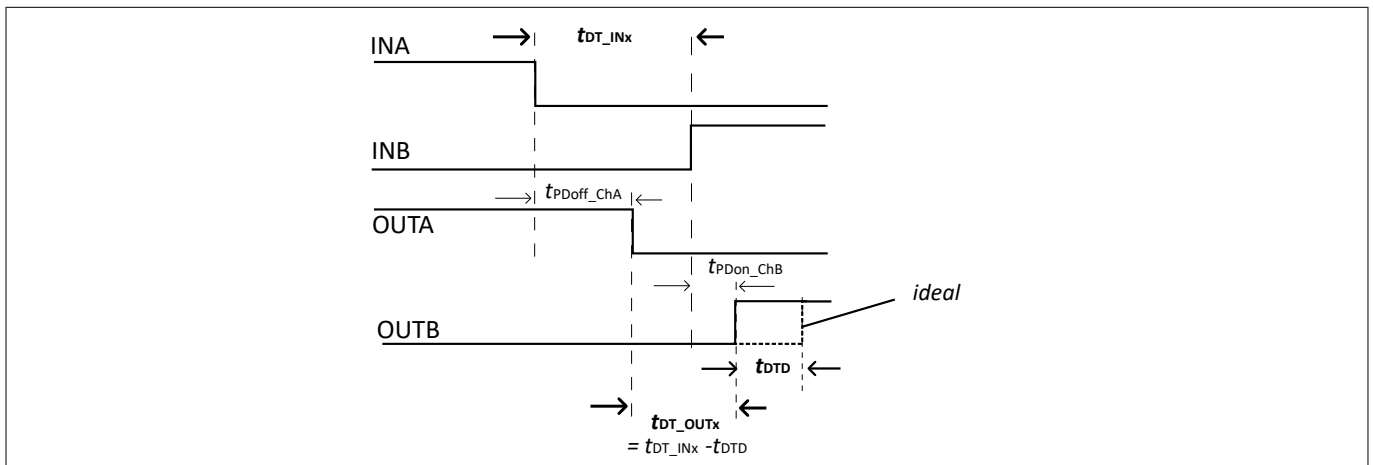 tDT_INx
INA
INB
tPDoff_ChA
OUTA
tPDon_ChB
ideal
OUTB
tDTD
tDT_OUTx
= tDT_INx -tDTD